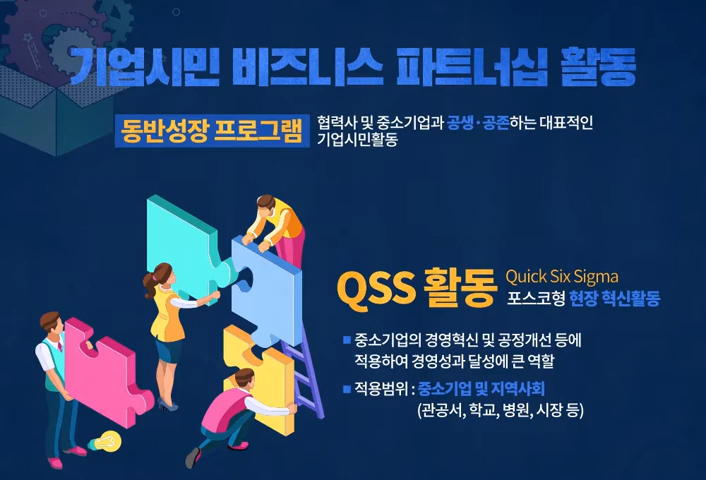 기업시민 비즈니스 파트너십 활동
동반성장 프로그램
협력사 및 중소기업과 공생·공존하는 대표적인
기업시민활동
QSS 활동
Quick Six Sigma
포스코형 현장 혁신활동
중소기업의 경영혁신 및 공정개선 등에
적용하여 경영성과 달성에 큰 역할
적용범위 : 중소기업 및 지역사회
(관공서, 학교, 병원, 시장 등)